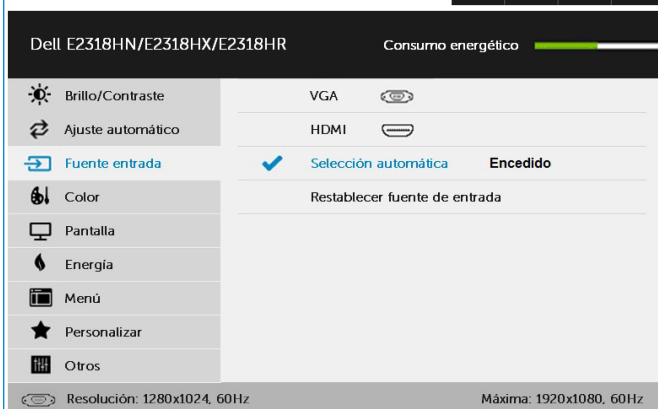 Dell E2318HN/E2318HX/E2318HR Consumo energético
Brillo/Contraste
Ajuste automático
Fuente entrada
Color
Pantalla
Energía
Menú
Personalizar
Otros
VGA
HDMI
Selección automática Encedido
Restablecer fuente de entrada
Resolución: 1280x1024, 60Hz Máxima: 1920x1080, 60Hz